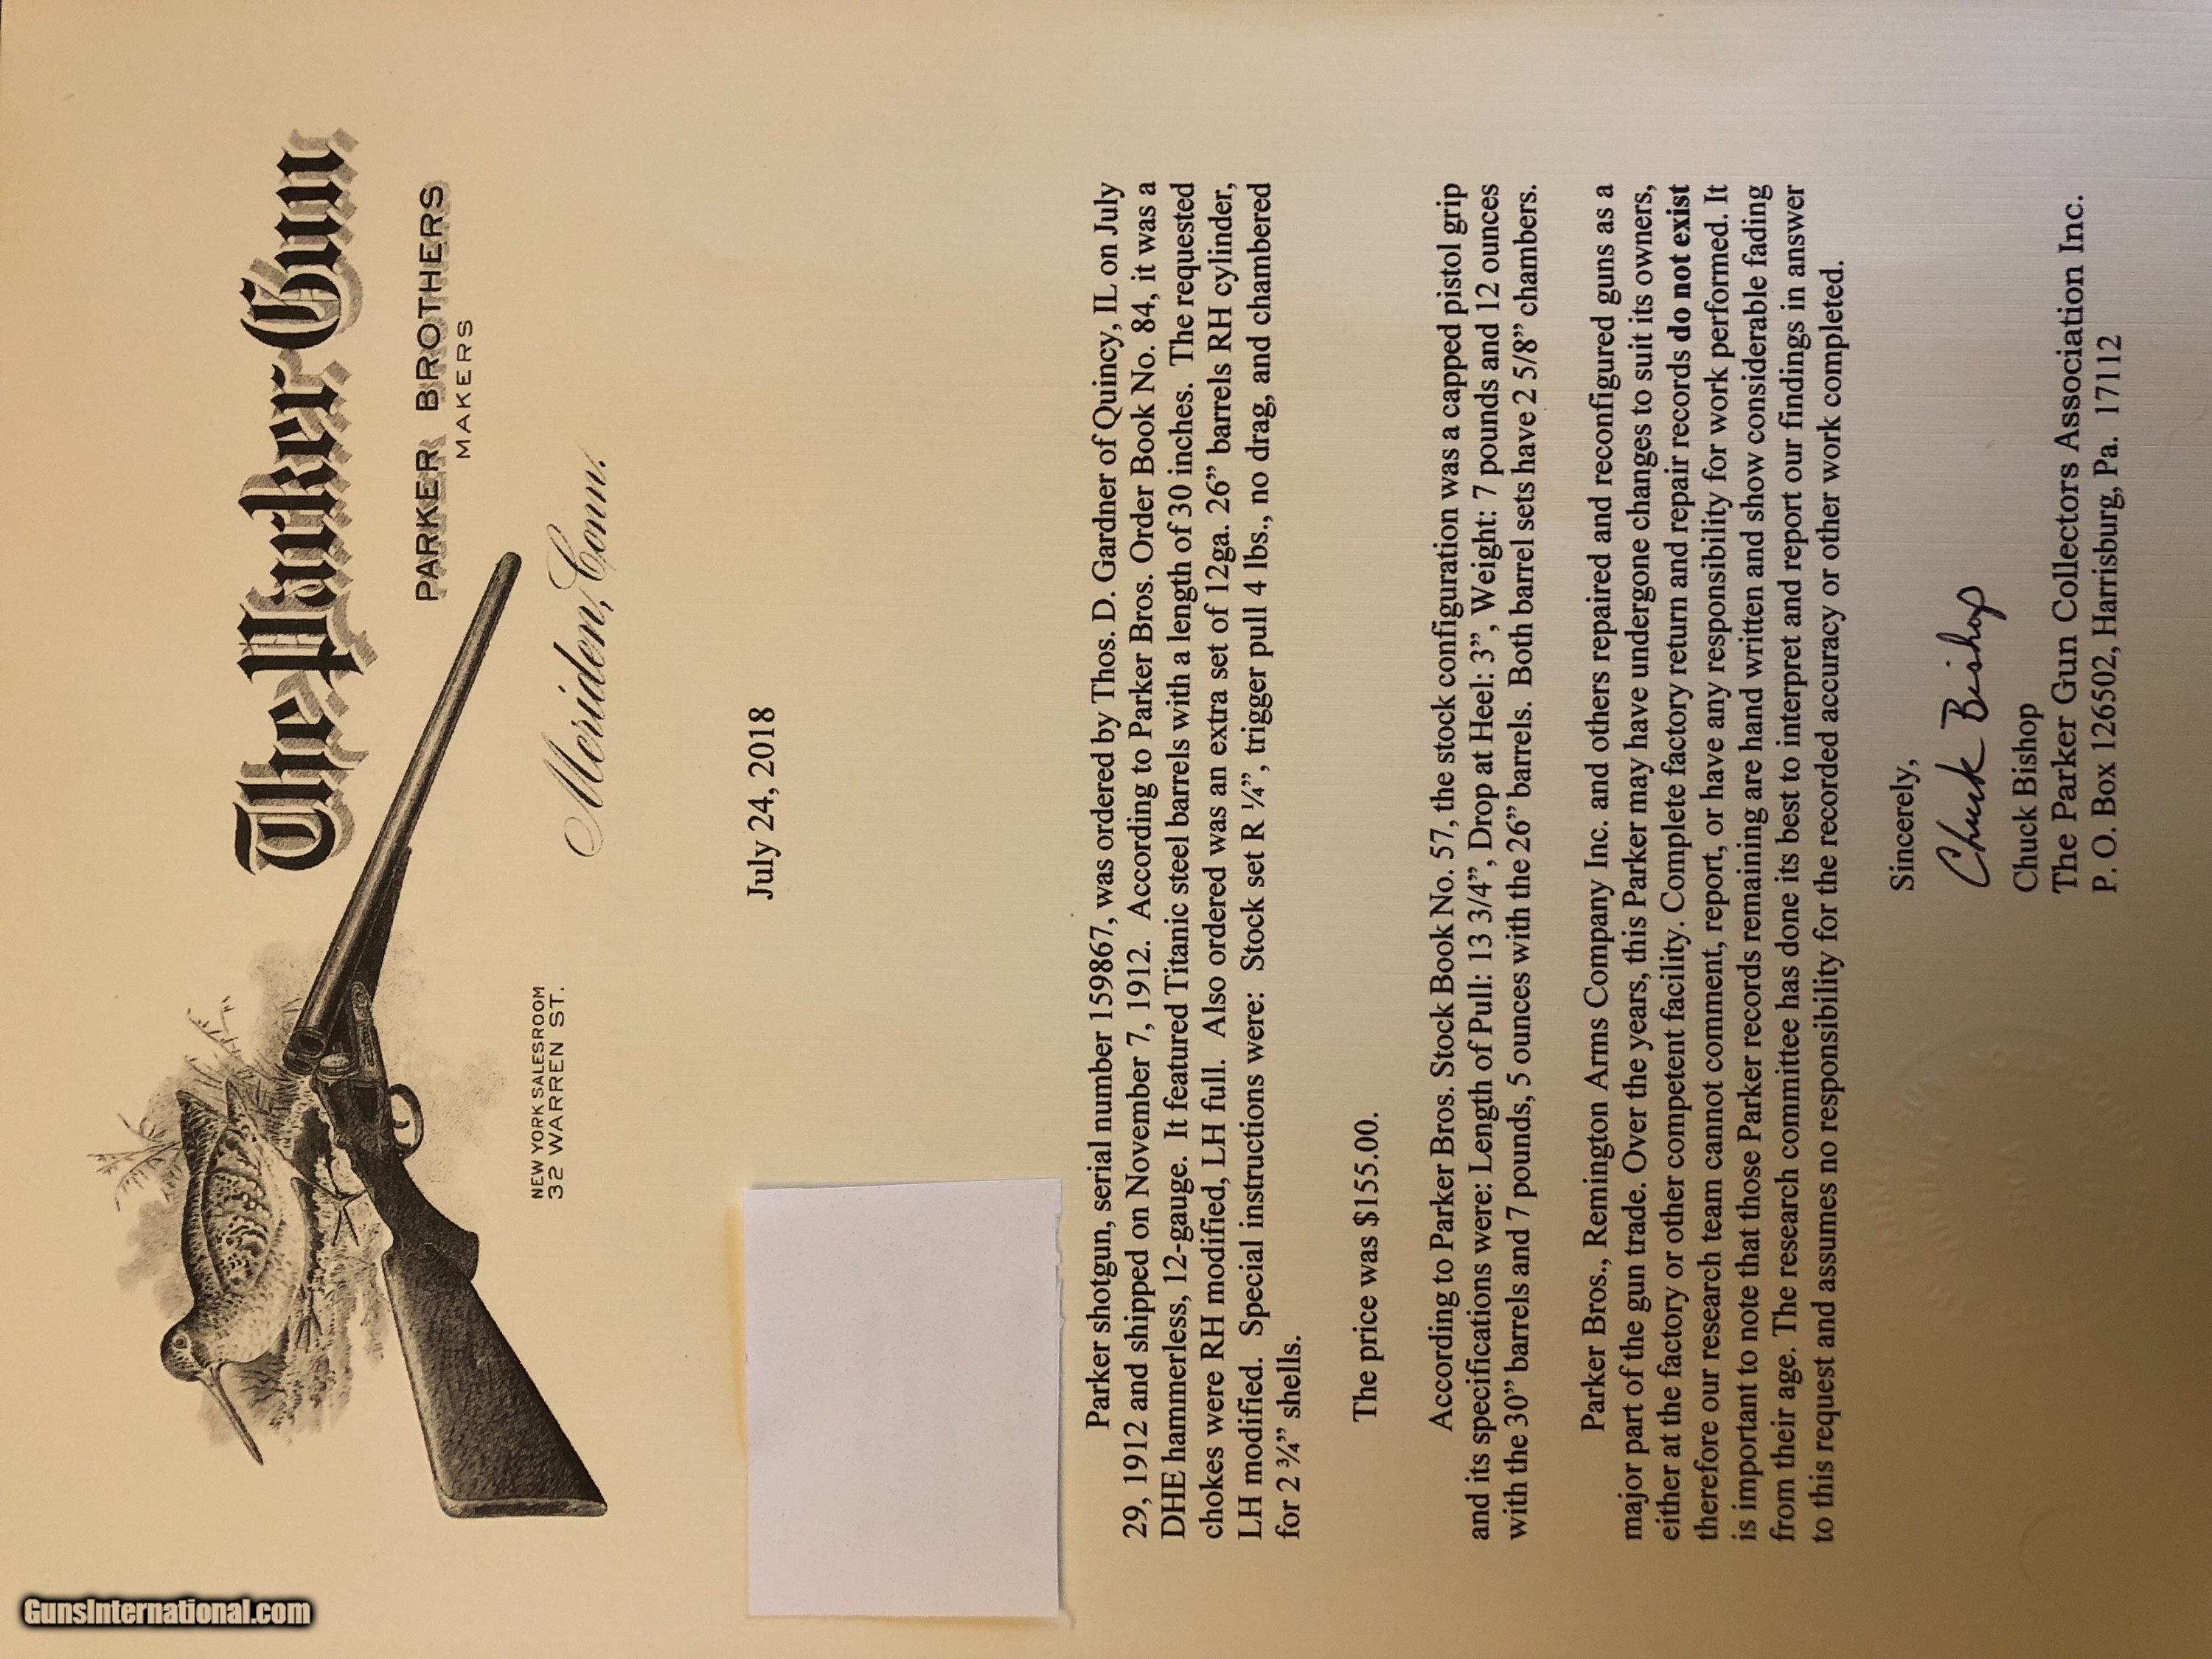 The Parker Gun
PARKER BROTHERS
MAKERS
NEW YORK SALESROOM
32 WARREN ST.
Meriden, Conn.
July 24, 2018
Parker shotgun, serial number 159867, was ordered by Thos. D. Gardner of Quincy, IL on July
29, 1912 and shipped on November 7, 1912. According to Parker Bros. Order Book No. 84, it was a
DHE hammerless, 12-gauge. It featured Titanic steel barrels with a length of 30 inches. The requested
chokes were RH modified, LH full. Also ordered was an extra set of 12ga. 26” barrels RH cylinder,
LH modified. Special instructions were: Stock set R ¼”, trigger pull 4 lbs., no drag, and chambered
for 2 ¾” shells.
The price was $155.00.
According to Parker Bros. Stock Book No. 57, the stock configuration was a capped pistol grip
and its specifications were: Length of Pull: 13 3/4”, Drop at Heel: 3”, Weight: 7 pounds and 12 ounces
with the 30” barrels and 7 pounds, 5 ounces with the 26” barrels. Both barrel sets have 2 5/8” chambers.
Parker Bros., Remington Arms Company Inc. and others repaired and reconfigured guns as a
major part of the gun trade. Over the years, this Parker may have undergone changes to suit its owners,
either at the factory or other competent facility. Complete factory return and repair records do not exist
therefore our research team cannot comment, report, or have any responsibility for work performed. It
is important to note that those Parker records remaining are hand written and show considerable fading
from their age. The research committee has done its best to interpret and report our findings in answer
to this request and assumes no responsibility for the recorded accuracy or other work completed.
Sincerely,
Chuck Bishop
Chuck Bishop
The Parker Gun Collectors Association Inc.
P. O. Box 126502, Harrisburg, Pa. 17112
GunsInternational.com